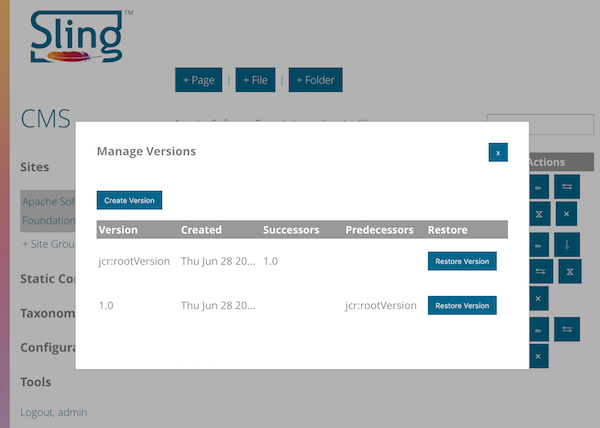 Sling™
+ Page | + File | + Folder
CMS
Manage Versions
x
Sites
Actions
Create Version
Apache Sof
Foundation
Version Created Successors Predecessors Restore
+ Site Grou
jcr:rootVersion Thu Jun 28 20... 1.0 Restore Version
Static Co
1.0 Thu Jun 28 20... jcr:rootVersion Restore Version
Taxonom
Configura
Tools
Logout, admin